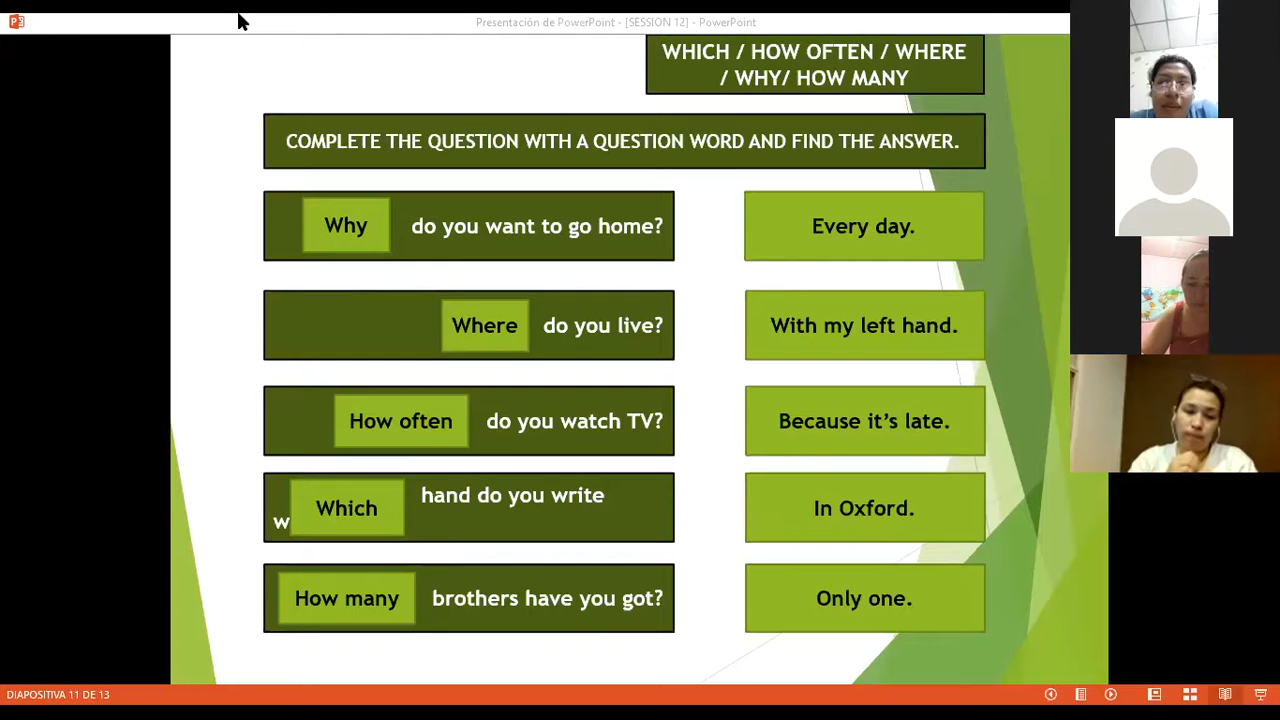 Presentación de PowerPoint - [SESSION 12] - PowerPoint
WHICH / HOW OFTEN / WHERE
/ WHY/ HOW MANY
COMPLETE THE QUESTION WITH A QUESTION WORD AND FIND THE ANSWER.
Why do you want to go home?
Every day.
Where do you live?
With my left hand.
How often do you watch TV?
Because it's late.
Which hand do you write
w
In Oxford.
How many brothers have you got?
Only one.
DIAPOSITIVA 11 DE 13